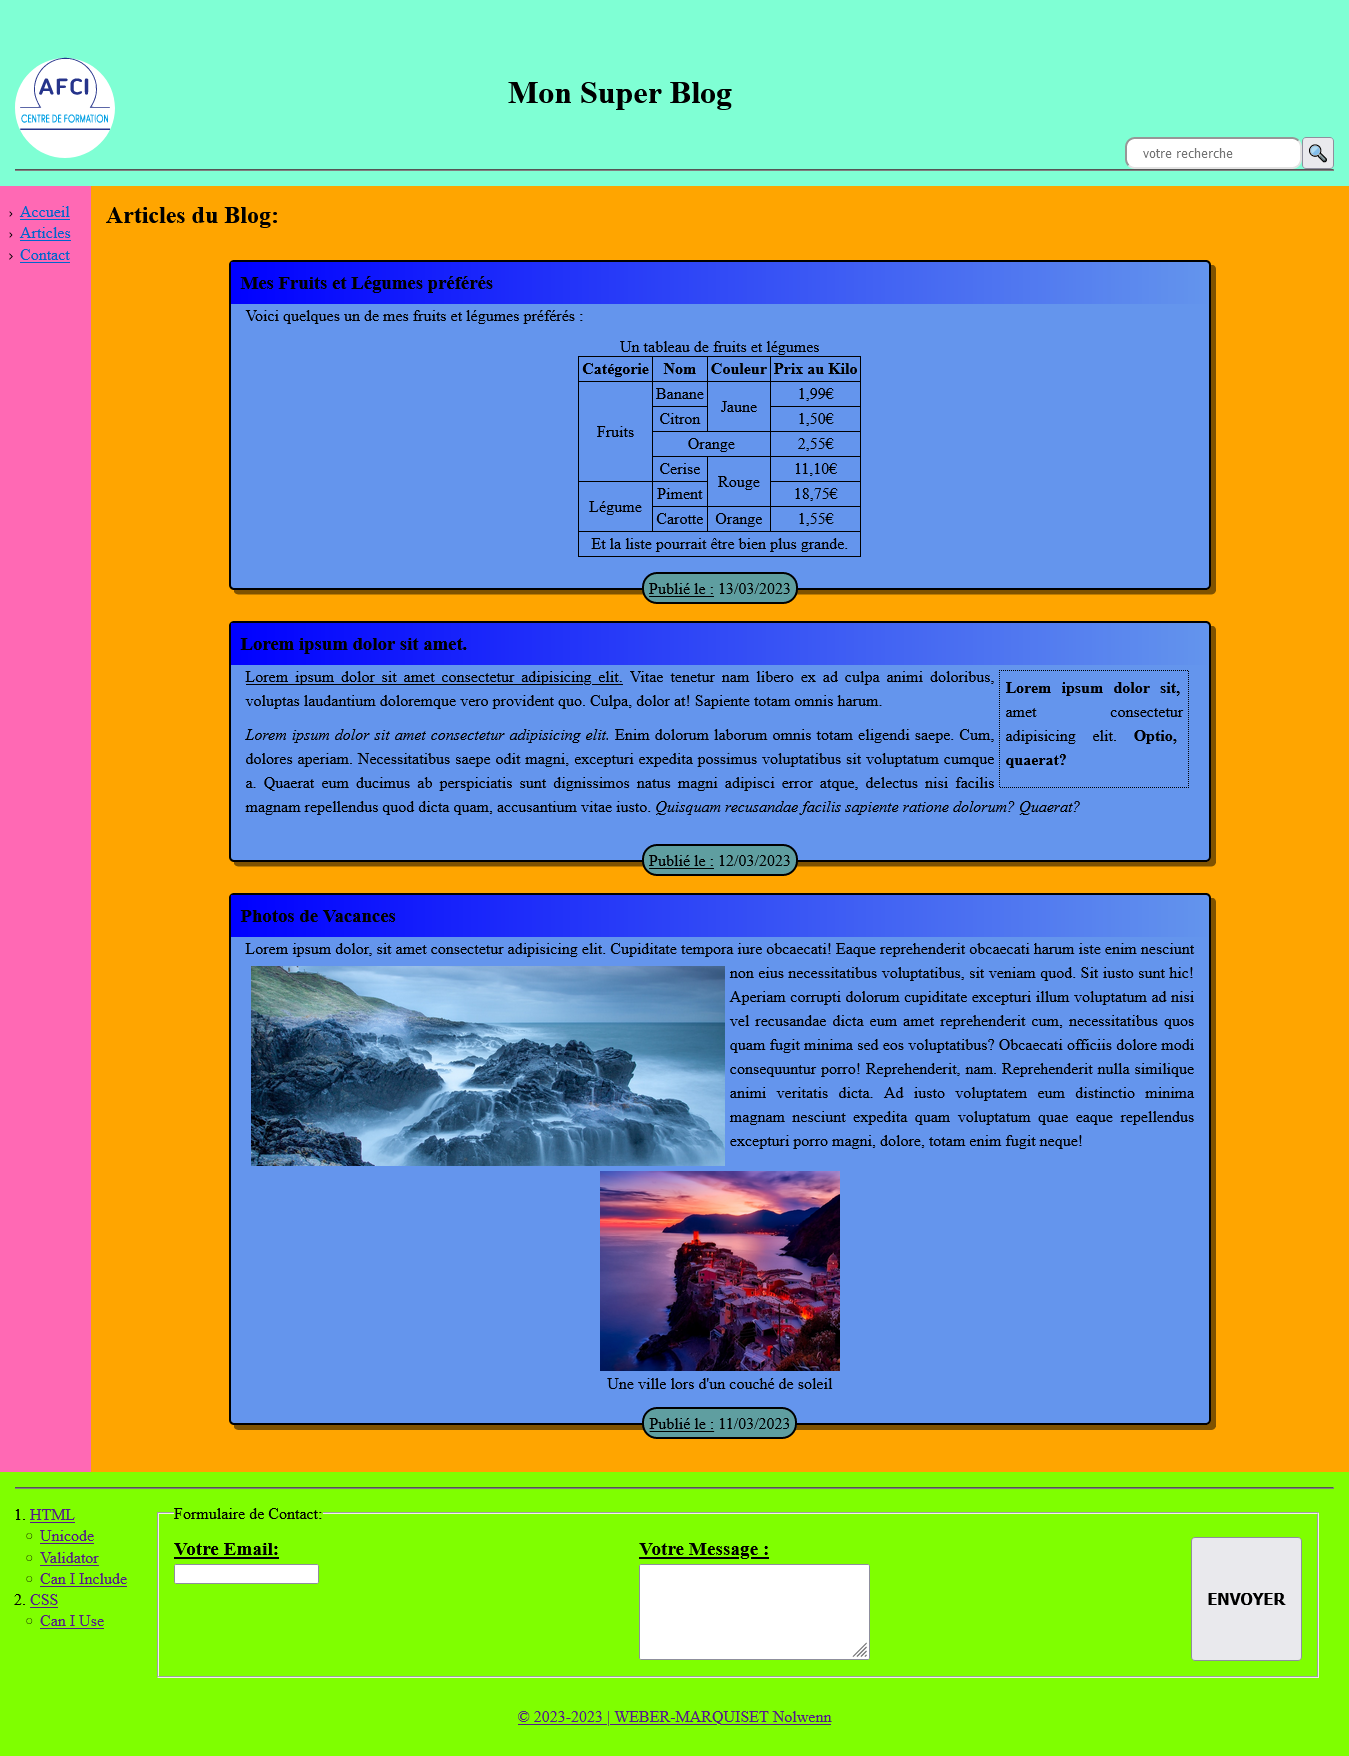 AFCI
CENTRE DE FORMATION
Mon Super Blog
votre recherche
Accueil
Articles
Contact
Articles du Blog:
Mes Fruits et Légumes préférés
Voici quelques un de mes fruits et légumes préférés :
Un tableau de fruits et légumes
Catégorie Nom Couleur Prix au Kilo
Fruits Banane Jaune 1,99€
Citron 1,50€
Orange 2,55€
Cerise Rouge 11,10€
Légume Piment 18,75€
Carotte Orange 1,55€
Et la liste pourrait être bien plus grande.
Publié le : 13/03/2023
Lorem ipsum dolor sit amet.
Lorem ipsum dolor sit amet consectetur adipisicing elit. Vitae tenetur nam libero ex ad culpa animi doloribus,
voluptas laudantium doloremque vero provident quo. Culpa, dolor at! Sapiente totam omnis harum.
Lorem ipsum dolor sit,
amet consectetur
adipisicing elit. Optio,
quaerat?
Lorem ipsum dolor sit amet consectetur adipisicing elit. Enim dolorum laborum omnis totam eligendi saepe. Cum,
dolores aperiam. Necessitatibus saepe odit magni, excepturi expedita possimus voluptatibus sit voluptatum cumque
a. Quaerat eum ducimus ab perspiciatis sunt dignissimos natus magni adipisci error atque, delectus nisi facilis
magnam repellendus quod dicta quam, accusantium vitae iusto. Quisquam recusandae facilis sapiente ratione dolorum? Quaerat?
Publié le : 12/03/2023
Photos de Vacances
Lorem ipsum dolor, sit amet consectetur adipisicing elit. Cupiditate tempora iure obcaecati! Eaque reprehenderit obcaecati harum iste enim nesciunt
non eius necessitatibus voluptatibus, sit veniam quod. Sit iusto sunt hic!
Aperiam corrupti dolorum cupiditate excepturi illum voluptatum ad nisi
vel recusandae dicta eum amet reprehenderit cum, necessitatibus quos
quam fugit minima sed eos voluptatibus? Obcaecati officiis dolore modi
consequuntur porro! Reprehenderit, nam. Reprehenderit nulla similique
animi veritatis dicta. Ad iusto voluptatem eum distinctio minima
magnam nesciunt expedita quam voluptatum quae eaque repellendus
excepturi porro magni, dolore, totam enim fugit neque!
Une ville lors d'un couché de soleil
Publié le : 11/03/2023
1. HTML
Unicode
Validator
Can I Include
2. CSS
Can I Use
Formulaire de Contact:
Votre Email:
Votre Message :
ENVOYER
© 2023-2023 | WEBER-MARQUISET Nolwenn